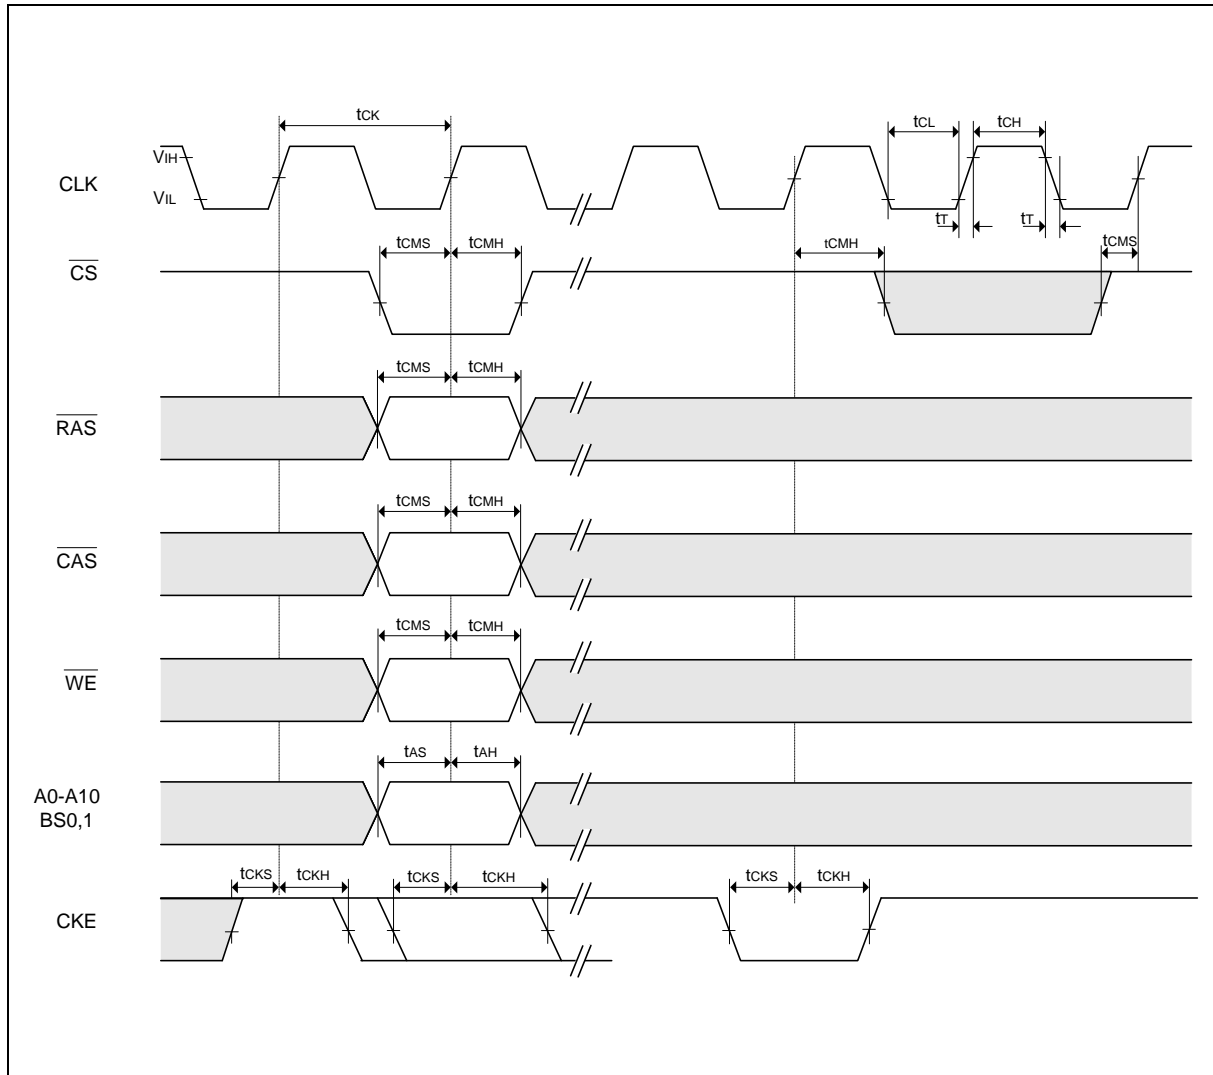 tCK
tCL
tCH
VIH
CLK
VIL
tT
tT
tCMS
tCMH
tCMH
tCMS
CS
tCMS
tCMH
RAS
tCMS
tCMH
CAS
tCMS
tCMH
WE
tAS
tAH
A0-A10
BS0,1
tCKS
tCKH
tCKS
tCKH
tCKS
tCKH
CKE